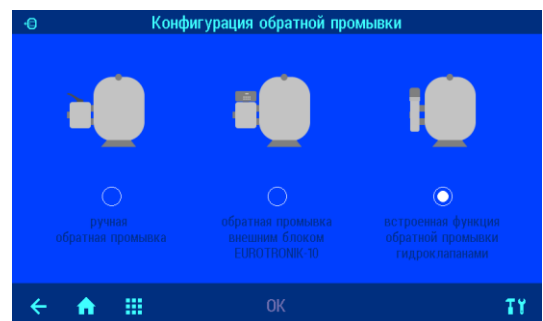 Конфигурация обратной промывки
ручная
обратная промывка
обратная промывка
внешним блоком
EUROTRONIK-10
встроенная функция
обратной промывки
гидроклапанами
OK